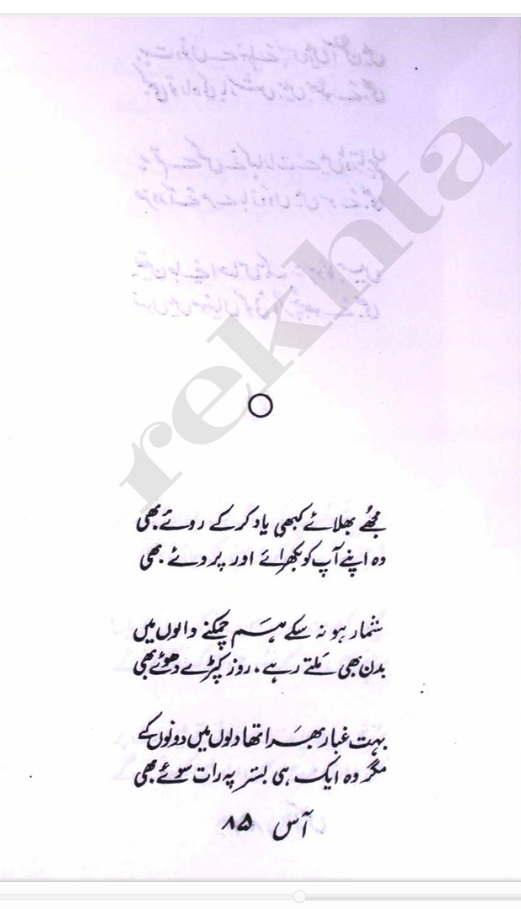 rekhta
مجھے بھلائے کبھی یاد کر کے روئے بھی
وہ اپنے آپ کو بکھرائے اور پروئے بھی
شمار ہو نہ سکے ہم چمکنے والوں میں
بدن بھی ملتے رہے، روز کپڑے دھوئے بھی
بہت غبار بھرا تھا دلوں میں دونوں کے
مگر وہ ایک ہی بستر پہ رات سوئے بھی
آس ۸۵